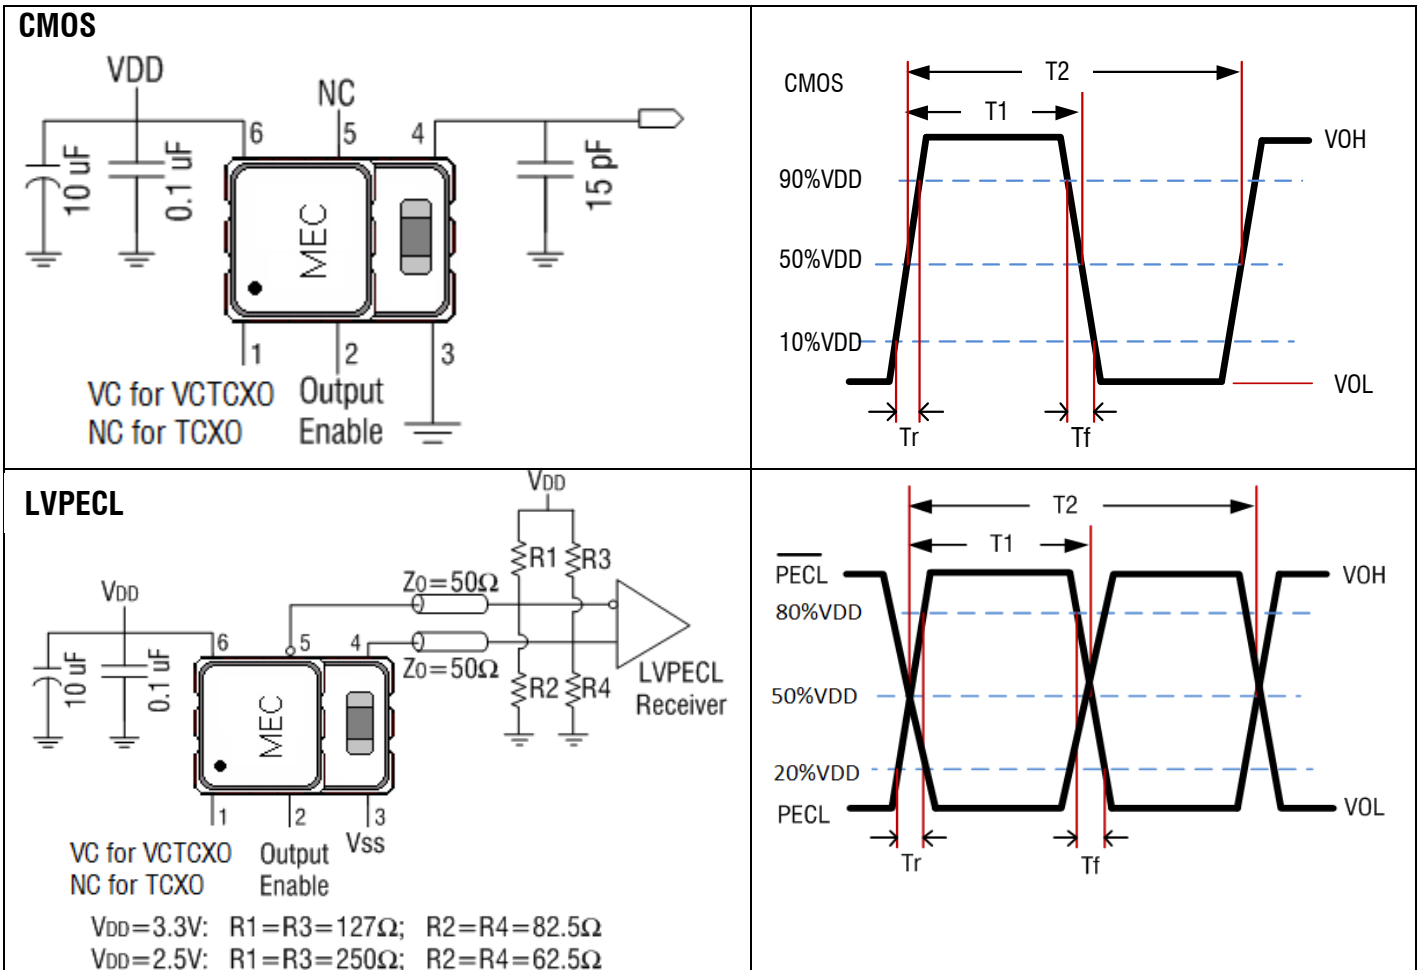 CMOS
VDD
NC
6
5
4
10 uF
0.1 uF
15 pF
MEC
1
2
3
VC for VCTCXO
NC for TCXO
Output
Enable
CMOS
T2
T1
VOH
90%VDD
50%VDD
10%VDD
VOL
Tr
Tf
LVPECL
VDD
R1
R3
Zo=50Ω
VDD
6
5
4
Zo=50Ω
R2
R4
LVPECL
Receiver
10 uF
0.1 uF
MEC
1
2
3
Vss
VC for VCTCXO
NC for TCXO
Output
Enable
VDD=3.3V: R1=R3=127Ω; R2=R4=82.5Ω
VDD=2.5V: R1=R3=250Ω; R2=R4=62.5Ω
T2
T1
PECL
VOH
80%VDD
50%VDD
20%VDD
PECL
VOL
Tr
Tf